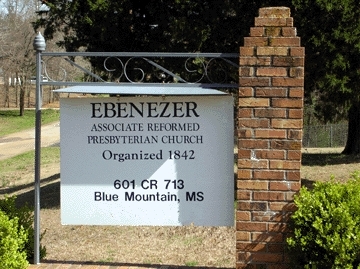 EBENEZER
ASSOCIATE REFORMED
PRESBYTERIAN CHURCH
Organized 1842
601 CR 713
Blue Mountain, MS